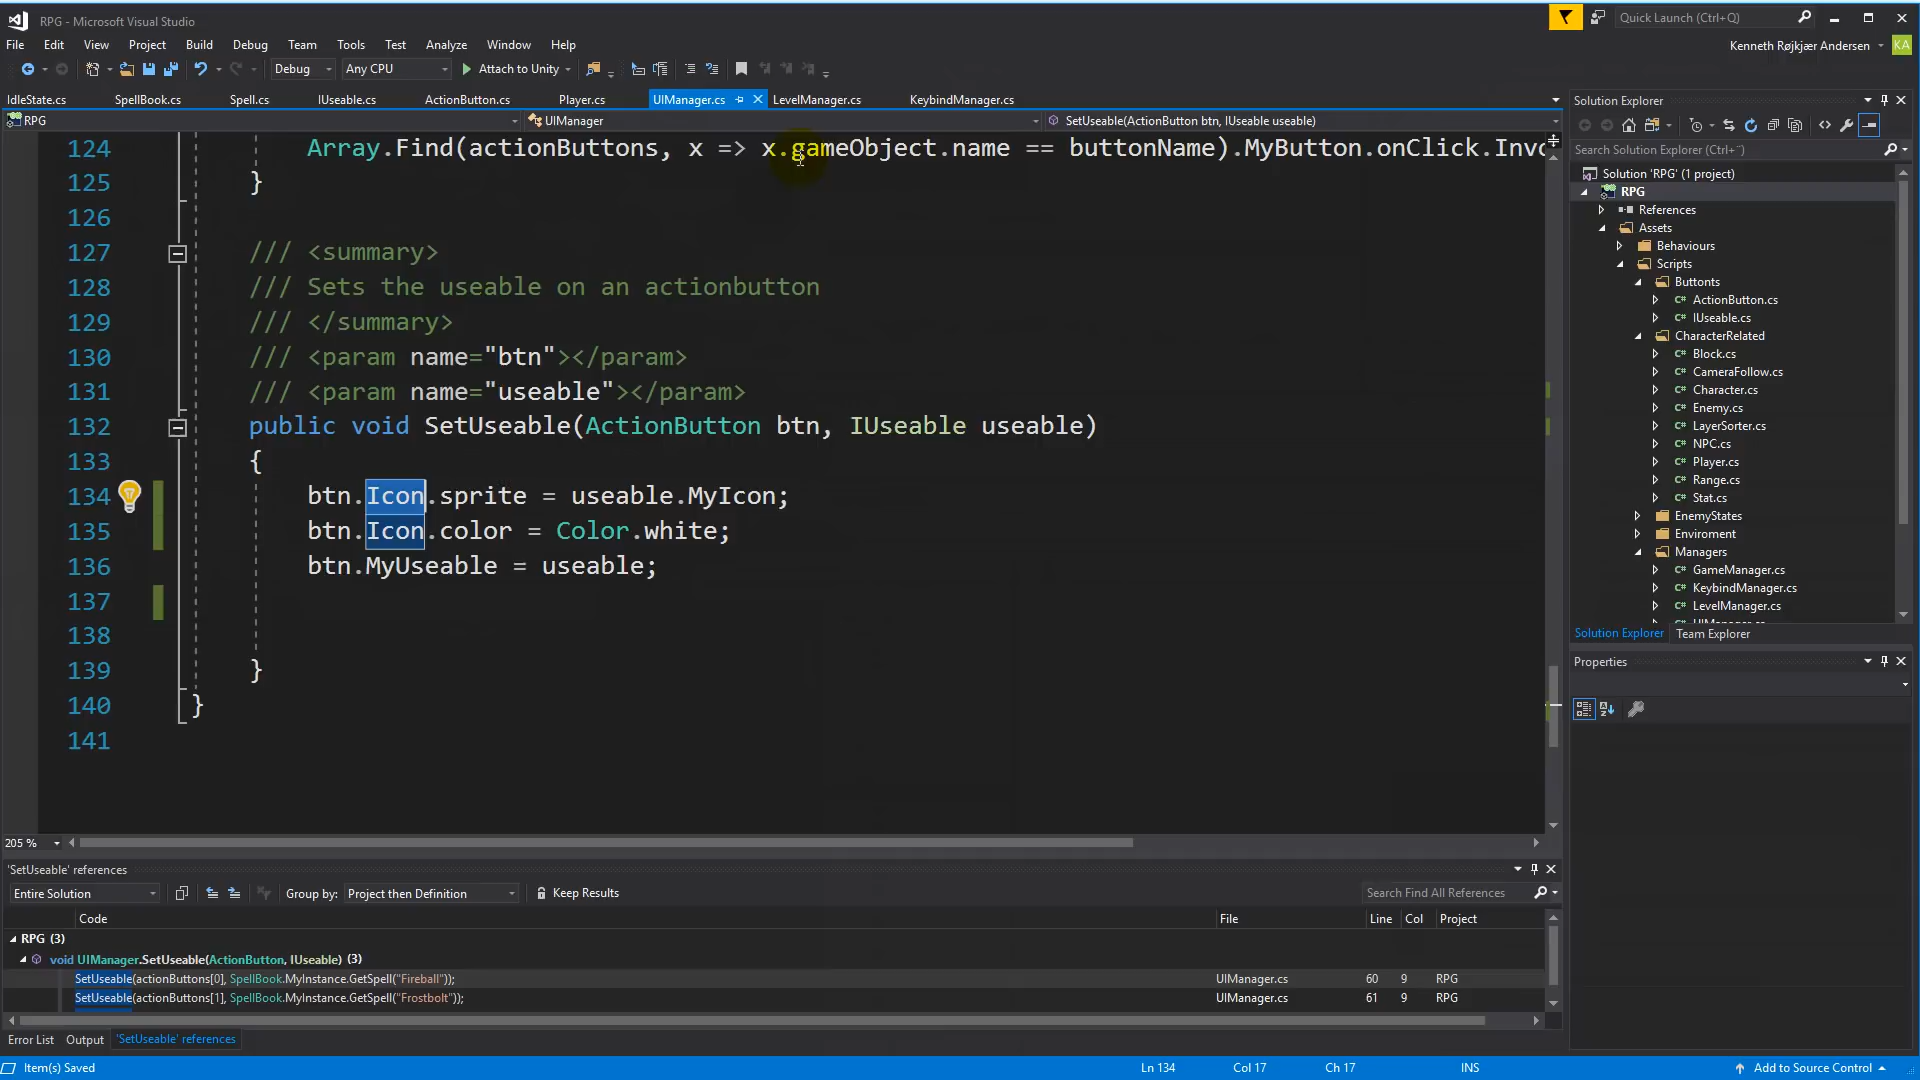 RPG - Microsoft Visual Studio
Quick Launch (Ctrl+Q)
File Edit View Project Build Debug Team Tools Test Analyze Window Help
Kenneth Røjkjær Andersen KA
Debug Any CPU Attach to Unity
IdleState.cs SpellBook.cs Spell.cs IUseable.cs ActionButton.cs Player.cs UIManager.cs LevelManager.cs KeybindManager.cs
RPG UIManager SetUseable(ActionButton btn, IUseable useable)
124 Array.Find(actionButtons, x => x.gameObject.name == buttonName).MyButton.onClick.Invo
125 }
126
127 /// <summary>
128 /// Sets the useable on an actionbutton
129 /// </summary>
130 /// <param name="btn"></param>
131 /// <param name="useable"></param>
132 public void SetUseable(ActionButton btn, IUseable useable)
133 {
134 btn.Icon.sprite = useable.MyIcon;
135 btn.Icon.color = Color.white;
136 btn.MyUseable = useable;
137
138
139 }
140 }
141
205 %
Solution Explorer
Search Solution Explorer (Ctrl+¨)
Solution 'RPG' (1 project)
RPG
References
Assets
Behaviours
Scripts
Buttonts
C# ActionButton.cs
C# IUseable.cs
CharacterRelated
C# Block.cs
C# CameraFollow.cs
C# Character.cs
C# Enemy.cs
C# LayerSorter.cs
C# NPC.cs
C# Player.cs
C# Range.cs
C# Stat.cs
EnemyStates
Enviroment
Managers
C# GameManager.cs
C# KeybindManager.cs
C# LevelManager.cs
Solution Explorer Team Explorer
Properties
'SetUseable' references
Entire Solution Group by: Project then Definition Keep Results Search Find All References
Code File Line Col Project
RPG (3)
void UIManager.SetUseable(ActionButton, IUseable) (3)
SetUseable(actionButtons[0], SpellBook.MyInstance.GetSpell("Fireball")); UIManager.cs 60 9 RPG
SetUseable(actionButtons[1], SpellBook.MyInstance.GetSpell("Frostbolt")); UIManager.cs 61 9 RPG
Error List Output 'SetUseable' references
Item(s) Saved Ln 134 Col 17 Ch 17 INS Add to Source Control